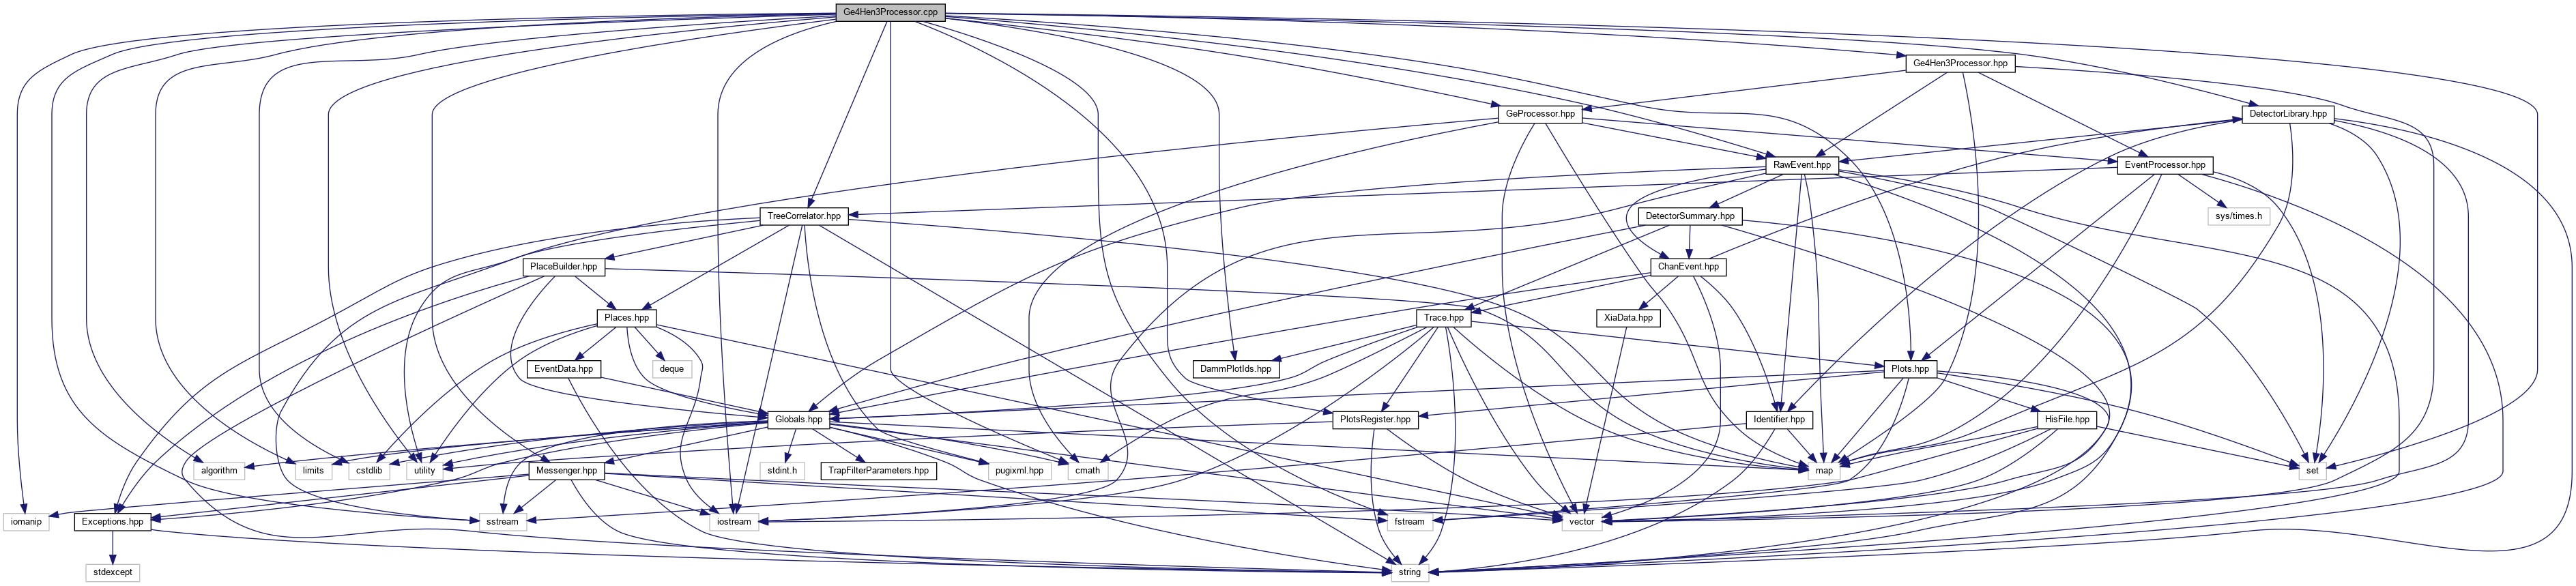 Ge4Hen3Processor.cpp
Ge4Hen3Processor.hpp
GeProcessor.hpp
DetectorLibrary.hpp
RawEvent.hpp
EventProcessor.hpp
TreeCorrelator.hpp
DetectorSummary.hpp
sys/times.h
PlaceBuilder.hpp
ChanEvent.hpp
Places.hpp
Trace.hpp
XiaData.hpp
EventData.hpp
deque
DammPlotIds.hpp
Plots.hpp
Globals.hpp
PlotsRegister.hpp
Identifier.hpp
HisFile.hpp
algorithm
limits
cstdlib
utility
Messenger.hpp
stdint.h
TrapFilterParameters.hpp
pugixml.hpp
cmath
map
set
iomanip
Exceptions.hpp
sstream
iostream
fstream
vector
stdexcept
string